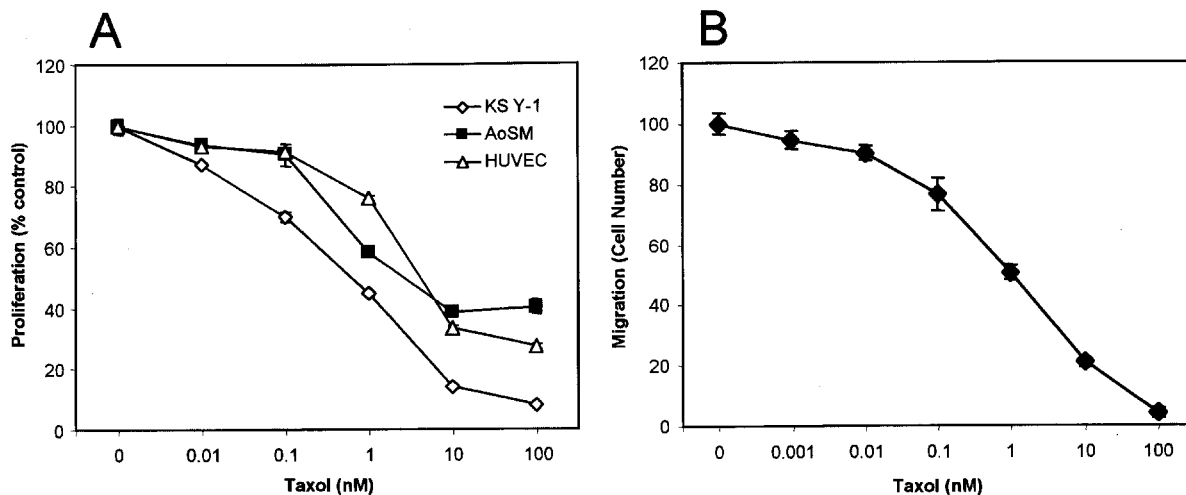 A
120
100
80
60
40
20
0
Proliferation (% control)
KS Y-1
AoSM
HUVEC
0 0.01 0.1 1 10 100
Taxol (nM)
B
120
100
80
60
40
20
0
Migration (Cell Number)
0 0.001 0.01 0.1 1 10 100
Taxol (nM)